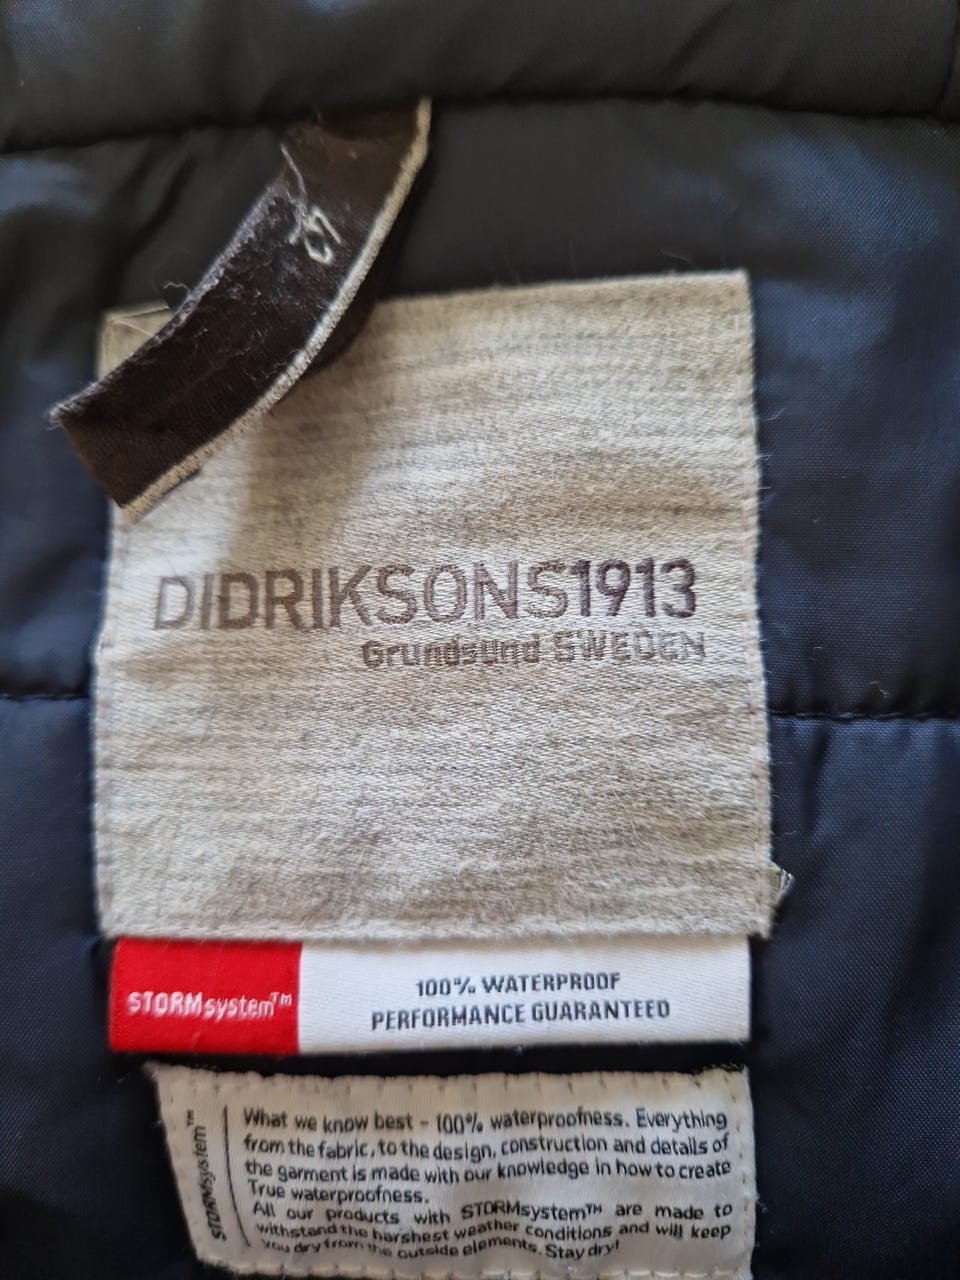 42
DIDRIKSONS1913
Grundsund SWEDEN
STORMsystem™
100% WATERPROOF
PERFORMANCE GUARANTEED
STORMsystem™
What we know best - 100% waterproofness. Everything
from the fabric, to the design, construction and details of
the garment is made with our knowledge in how to create
True waterproofness.
All our products with STORMsystem™ are made to
withstand the harshest weather conditions and will keep
you dry from the outside elements. Stay dry!